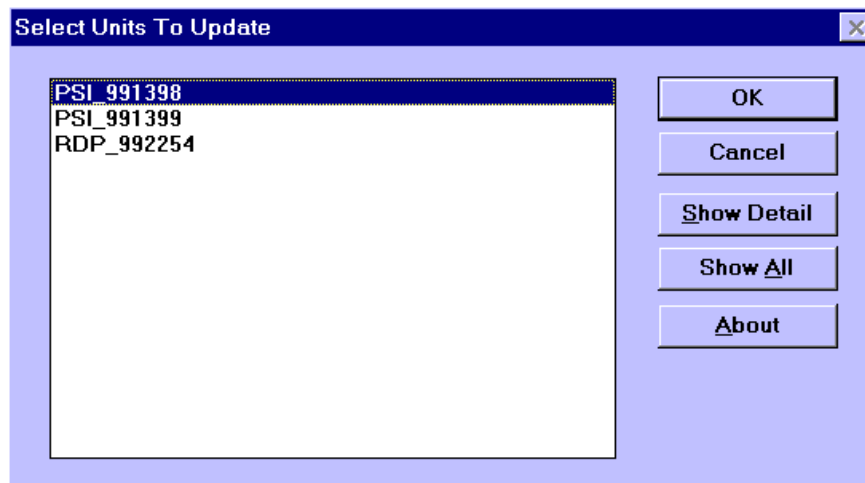 Select Units To Update
PSI_991398
PSI_991399
RDP_992254
OK
Cancel
Show Detail
Show All
About